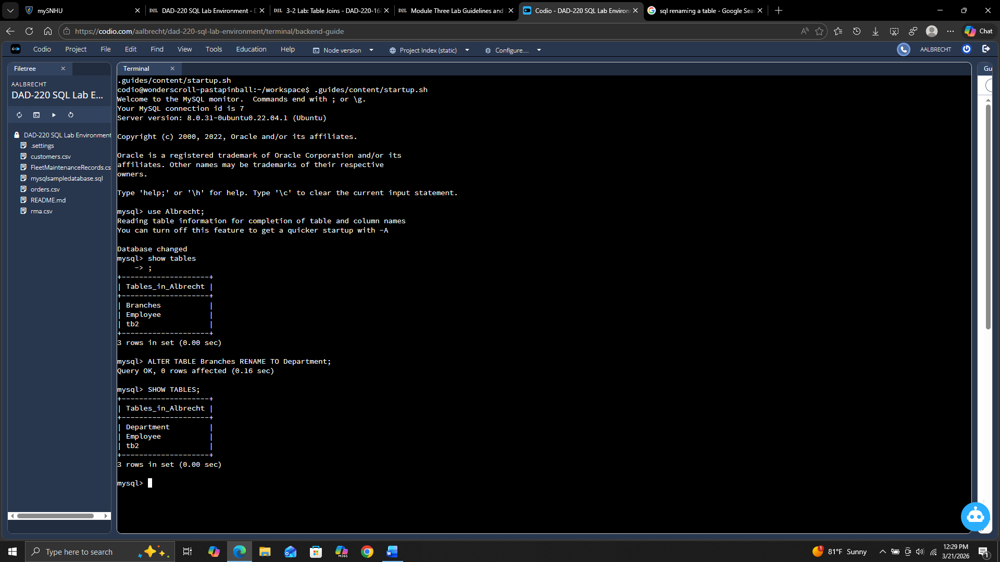 mySNHU
D2L DAD-220 SQL Lab Environment - D
D2L 3-2 Lab: Table Joins - DAD-220-16
D2L Module Three Lab Guidelines and
Codio - DAD-220 SQL Lab Environ
sql renaming a table - Google Sea
https://codio.com/aalbrecht/dad-220-sql-lab-environment/terminal/backend-guide
Chat
Codio Project File Edit Find View Tools Education Help Node version Project Index (static) Configure.... AALBRECHT
Filetree
Terminal
Gu
AALBRECHT
DAD-220 SQL Lab E...
DAD-220 SQL Lab Environment
.settings
customers.csv
FleetMaintenanceRecords.cs
mysqlsampledatabase.sql
orders.csv
README.md
rma.csv
.guides/content/startup.sh
codio@wonderscroll-pastapinball:~/workspace$ .guides/content/startup.sh
Welcome to the MySQL monitor.  Commands end with ; or \g.
Your MySQL connection id is 7
Server version: 8.0.31-0ubuntu0.22.04.1 (Ubuntu)
Copyright (c) 2000, 2022, Oracle and/or its affiliates.
Oracle is a registered trademark of Oracle Corporation and/or its
affiliates. Other names may be trademarks of their respective
owners.
Type 'help;' or '\h' for help. Type '\c' to clear the current input statement.
mysql> use Albrecht;
Reading table information for completion of table and column names
You can turn off this feature to get a quicker startup with -A
Database changed
mysql> show tables
    -> ;
+--------------------+
| Tables_in_Albrecht |
+--------------------+
| Branches           |
| Employee           |
| tb2                |
+--------------------+
3 rows in set (0.00 sec)
mysql> ALTER TABLE Branches RENAME TO Department;
Query OK, 0 rows affected (0.16 sec)
mysql> SHOW TABLES;
+--------------------+
| Tables_in_Albrecht |
+--------------------+
| Department         |
| Employee           |
| tb2                |
+--------------------+
3 rows in set (0.00 sec)
mysql>
Type here to search
M365
1
81°F Sunny
12:29 PM
3/21/2026
1